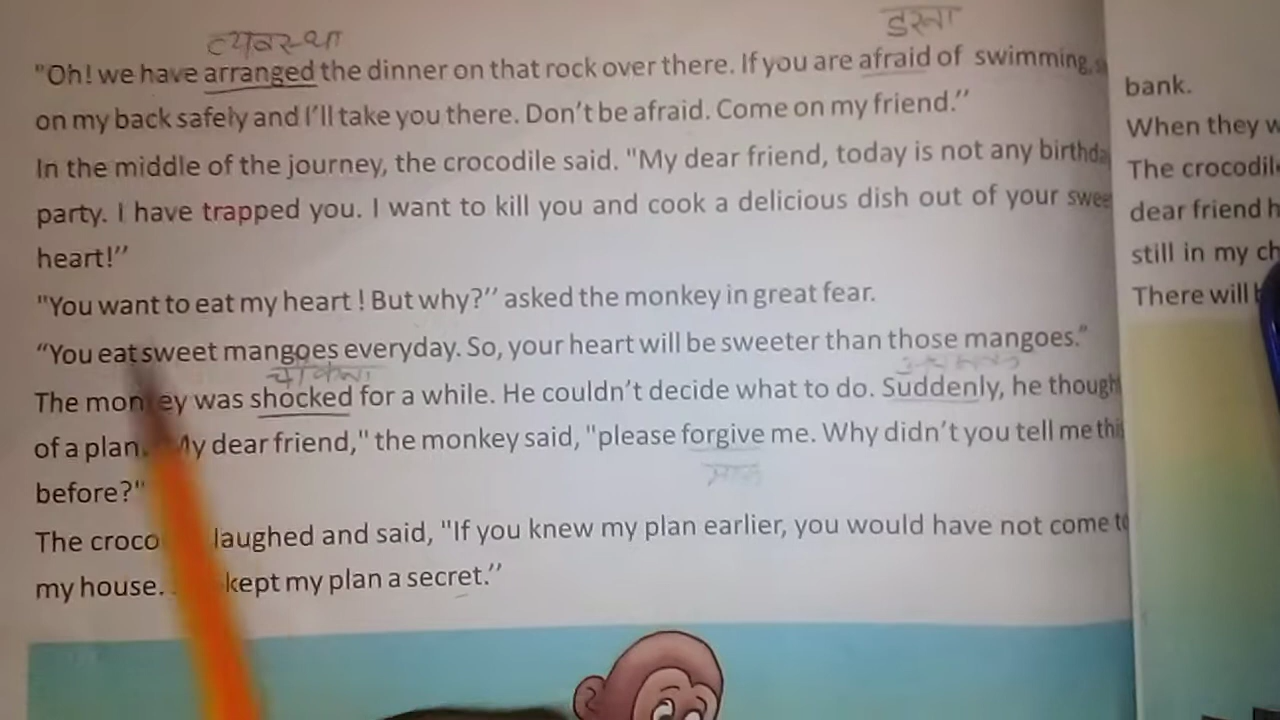 व्यवस्था
डरना
"Oh! we have arranged the dinner on that rock over there. If you are afraid of swimming,
on my back safely and I'll take you there. Don't be afraid. Come on my friend."
In the middle of the journey, the crocodile said. "My dear friend, today is not any birthda
party. I have trapped you. I want to kill you and cook a delicious dish out of your swee
heart!"
"You want to eat my heart ! But why?" asked the monkey in great fear.
"You eat sweet mangoes everyday. So, your heart will be sweeter than those mangoes."
The monkey was shocked for a while. He couldn't decide what to do. Suddenly, he though
of a plan. My dear friend," the monkey said, "please forgive me. Why didn't you tell me thi
before?"
The croco laughed and said, "If you knew my plan earlier, you would have not come to
my house. kept my plan a secret."
bank.
When they w
The crocodil
dear friend h
still in my ch
There will